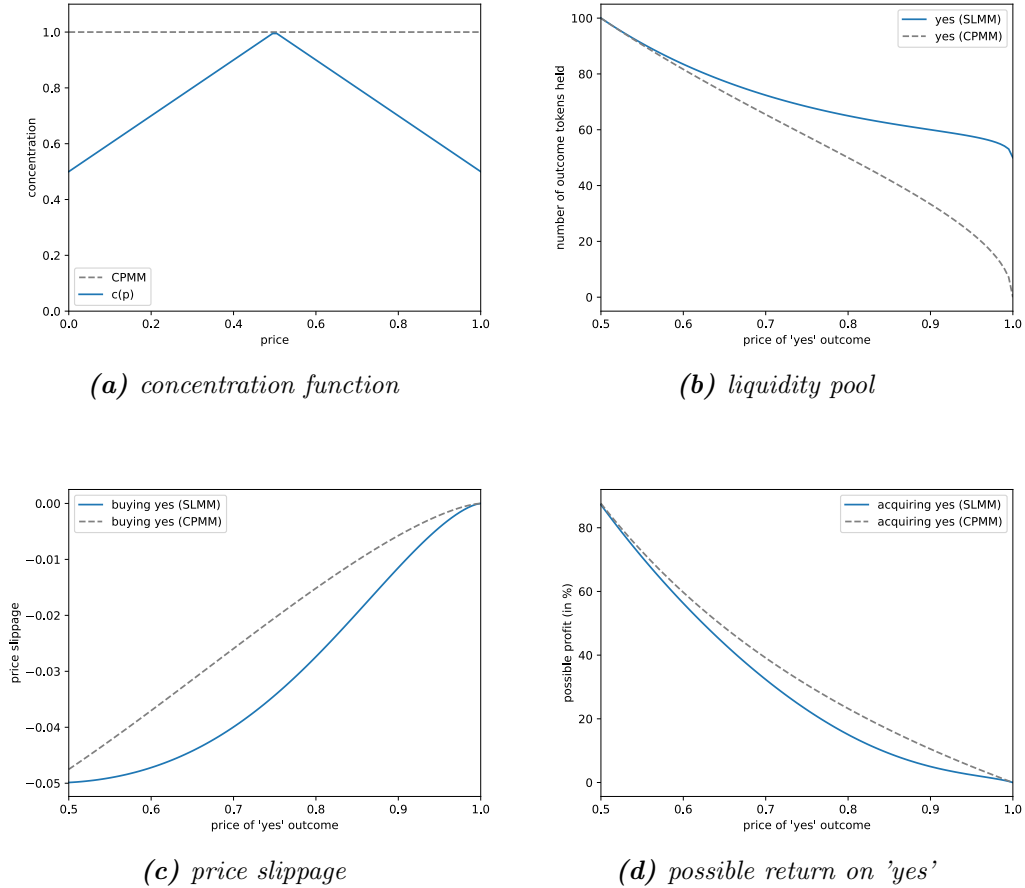 1.0
0.8
0.6
0.4
0.2
0.0
concentration
CPMM
c(p)
0.0 0.2 0.4 0.6 0.8 1.0
price
(a) concentration function
100
80
60
40
20
0
number of outcome tokens held
yes (SLMM)
yes (CPMM)
0.5 0.6 0.7 0.8 0.9 1.0
price of 'yes' outcome
(b) liquidity pool
0.00
−0.01
−0.02
−0.03
−0.04
−0.05
price slippage
buying yes (SLMM)
buying yes (CPMM)
0.5 0.6 0.7 0.8 0.9 1.0
price of 'yes' outcome
(c) price slippage
80
60
40
20
0
possible profit (in %)
acquiring yes (SLMM)
acquiring yes (CPMM)
0.5 0.6 0.7 0.8 0.9 1.0
price of 'yes' outcome
(d) possible return on 'yes'